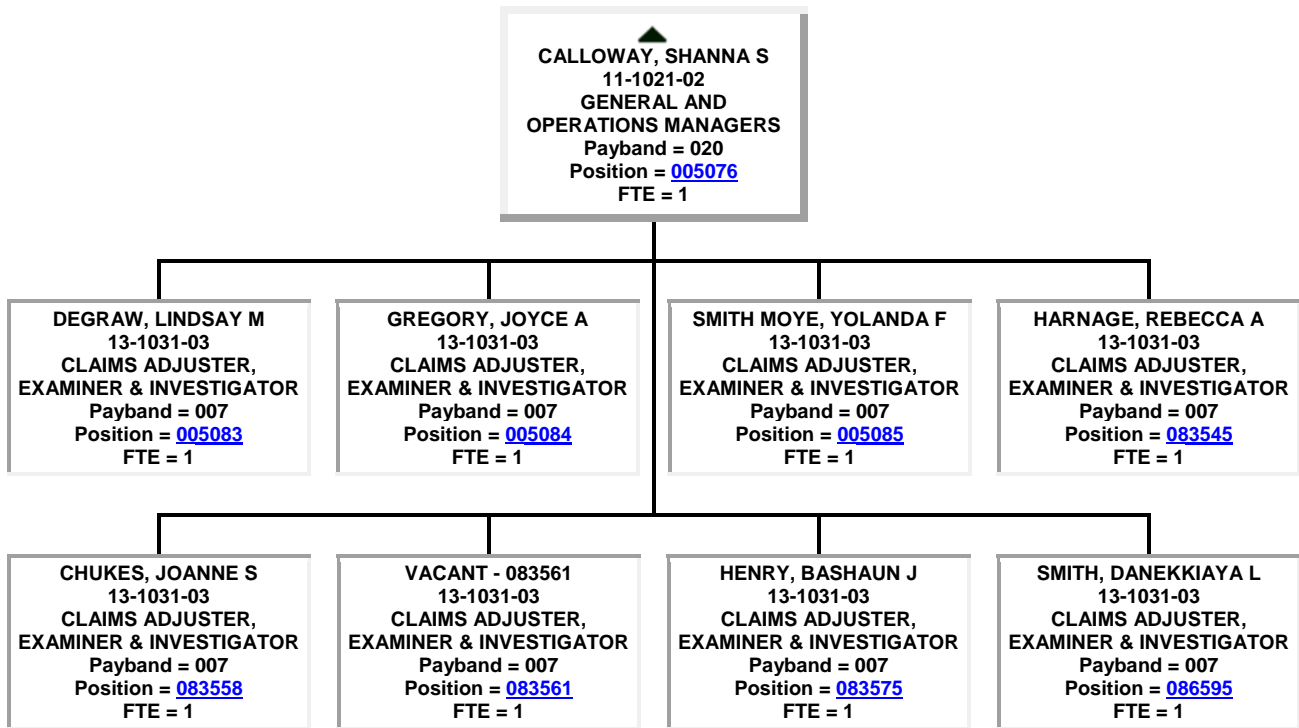 CALLOWAY, SHANNA S
11-1021-02
GENERAL AND
OPERATIONS MANAGERS
Payband = 020
Position = 005076
FTE = 1
DEGRAW, LINDSAY M
13-1031-03
CLAIMS ADJUSTER,
EXAMINER & INVESTIGATOR
Payband = 007
Position = 005083
FTE = 1
GREGORY, JOYCE A
13-1031-03
CLAIMS ADJUSTER,
EXAMINER & INVESTIGATOR
Payband = 007
Position = 005084
FTE = 1
SMITH MOYE, YOLANDA F
13-1031-03
CLAIMS ADJUSTER,
EXAMINER & INVESTIGATOR
Payband = 007
Position = 005085
FTE = 1
HARNAGE, REBECCA A
13-1031-03
CLAIMS ADJUSTER,
EXAMINER & INVESTIGATOR
Payband = 007
Position = 083545
FTE = 1
CHUKES, JOANNE S
13-1031-03
CLAIMS ADJUSTER,
EXAMINER & INVESTIGATOR
Payband = 007
Position = 083558
FTE = 1
VACANT - 083561
13-1031-03
CLAIMS ADJUSTER,
EXAMINER & INVESTIGATOR
Payband = 007
Position = 083561
FTE = 1
HENRY, BASHAUN J
13-1031-03
CLAIMS ADJUSTER,
EXAMINER & INVESTIGATOR
Payband = 007
Position = 083575
FTE = 1
SMITH, DANEKKIAYA L
13-1031-03
CLAIMS ADJUSTER,
EXAMINER & INVESTIGATOR
Payband = 007
Position = 086595
FTE = 1